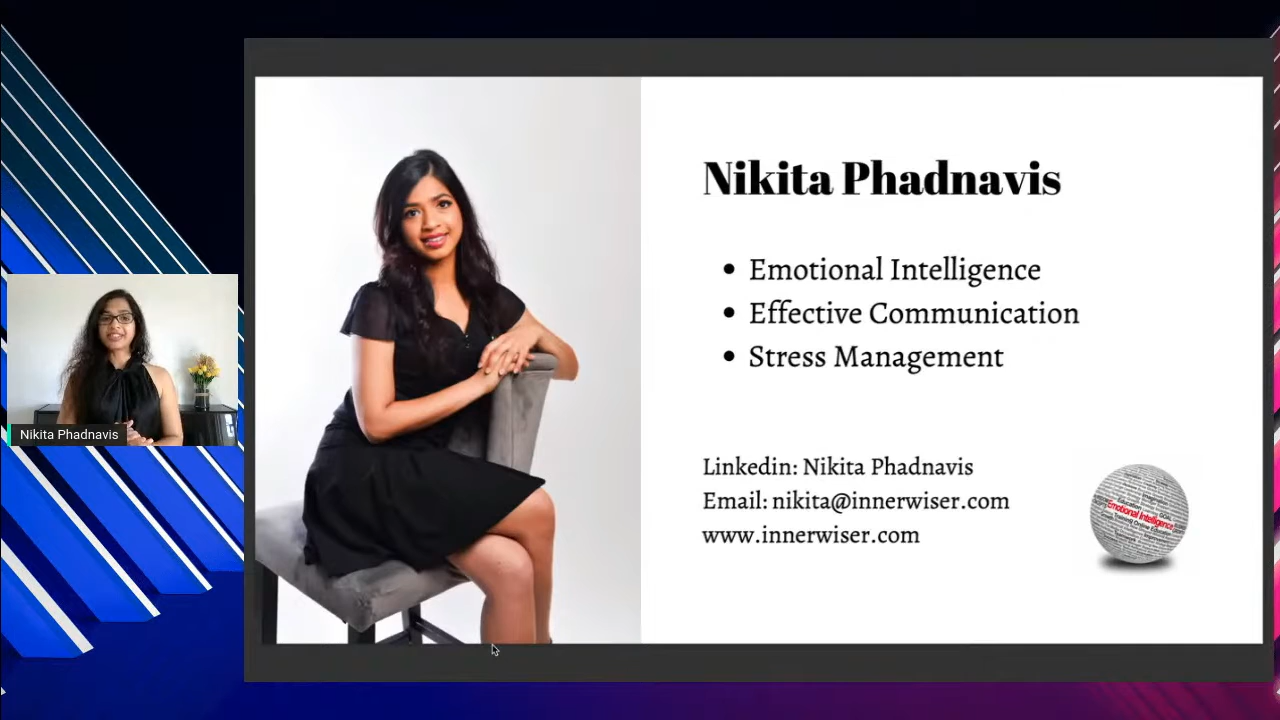 Nikita Phadnavis
Emotional Intelligence
Effective Communication
Stress Management
Linkedin: Nikita Phadnavis
Email: nikita@innerwiser.com
www.innerwiser.com
Emotional Intelligence
Nikita Phadnavis